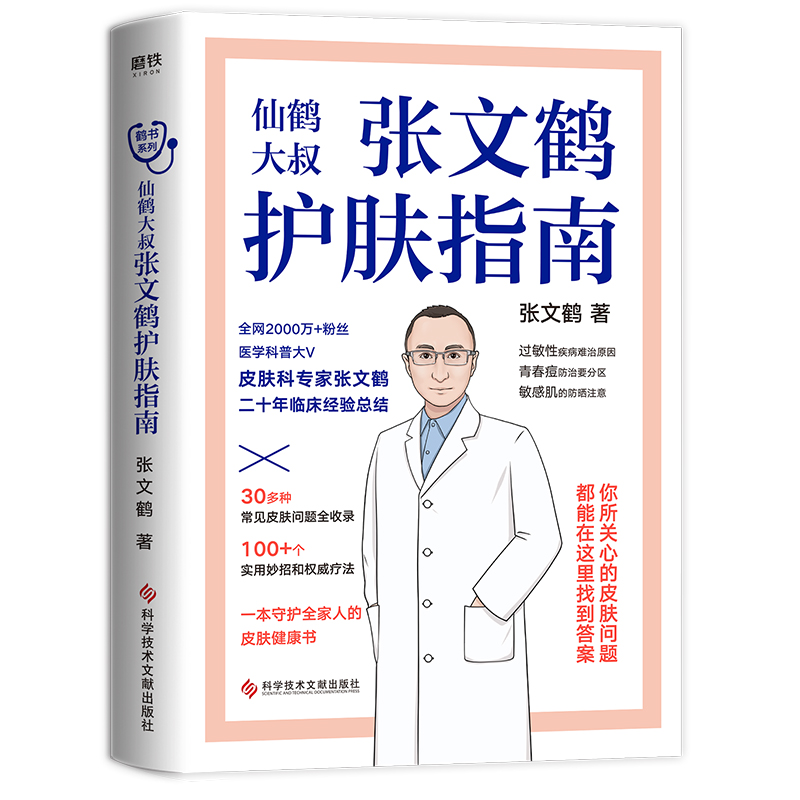 磨铁
XIRON
鹤书
系列
仙鹤大叔张文鹤护肤指南
张文鹤 著
科学技术文献出版社
仙鹤
大叔
张文鹤
护肤指南
张文鹤 著
全网2000万+粉丝
医学科普大V
皮肤科专家张文鹤
二十年临床经验总结
过敏性疾病难治原因
青春痘防治要分区
敏感肌的防晒注意
30多种
常见皮肤问题全收录
100+个
实用妙招和权威疗法
一本守护全家人的
皮肤健康书
你所关心的皮肤问题
都能在这里找到答案
科学技术文献出版社
SCIENTIFIC AND TECHNICAL DOCUMENTATION PRESS